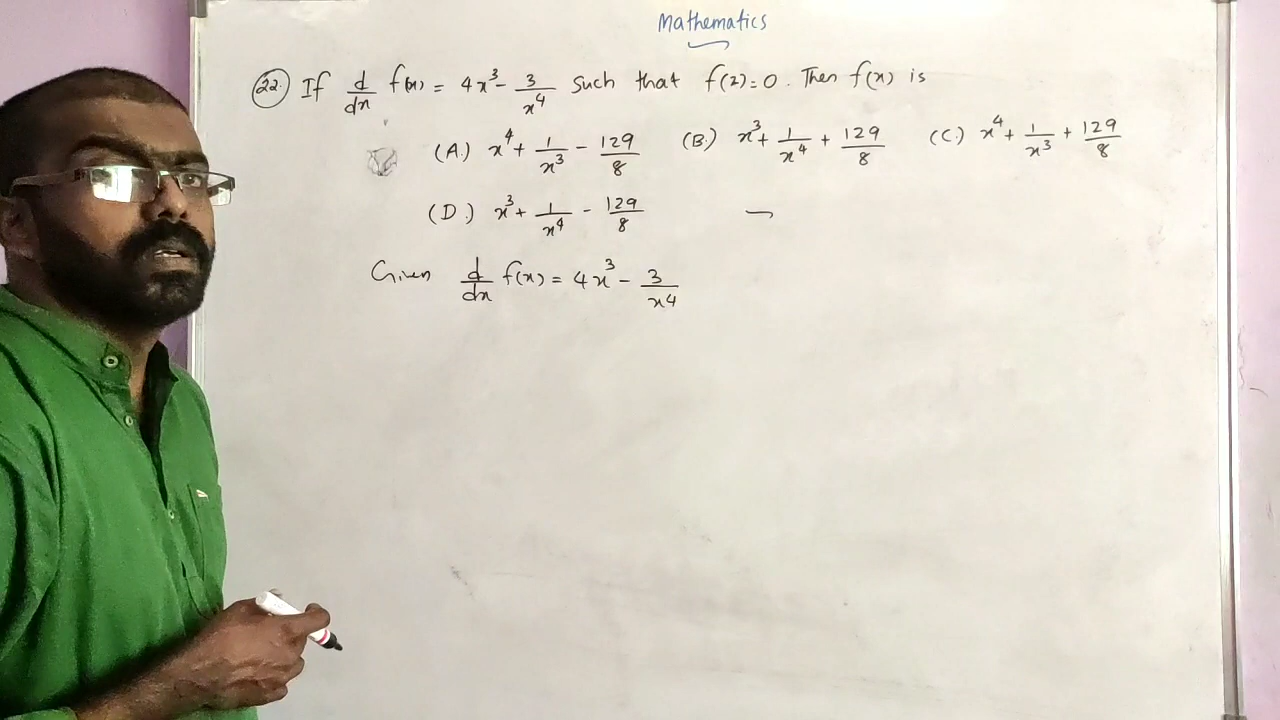 Mathematics
22. If d/dx f(x) = 4x³ - 3/x⁴ such that f(2)=0. Then f(x) is
(A.) x⁴ + 1/x³ - 129/8 (B.) x³ + 1/x⁴ + 129/8 (C.) x⁴ + 1/x³ + 129/8
(D.) x³ + 1/x⁴ - 129/8
Given d/dx f(x) = 4x³ - 3/x⁴